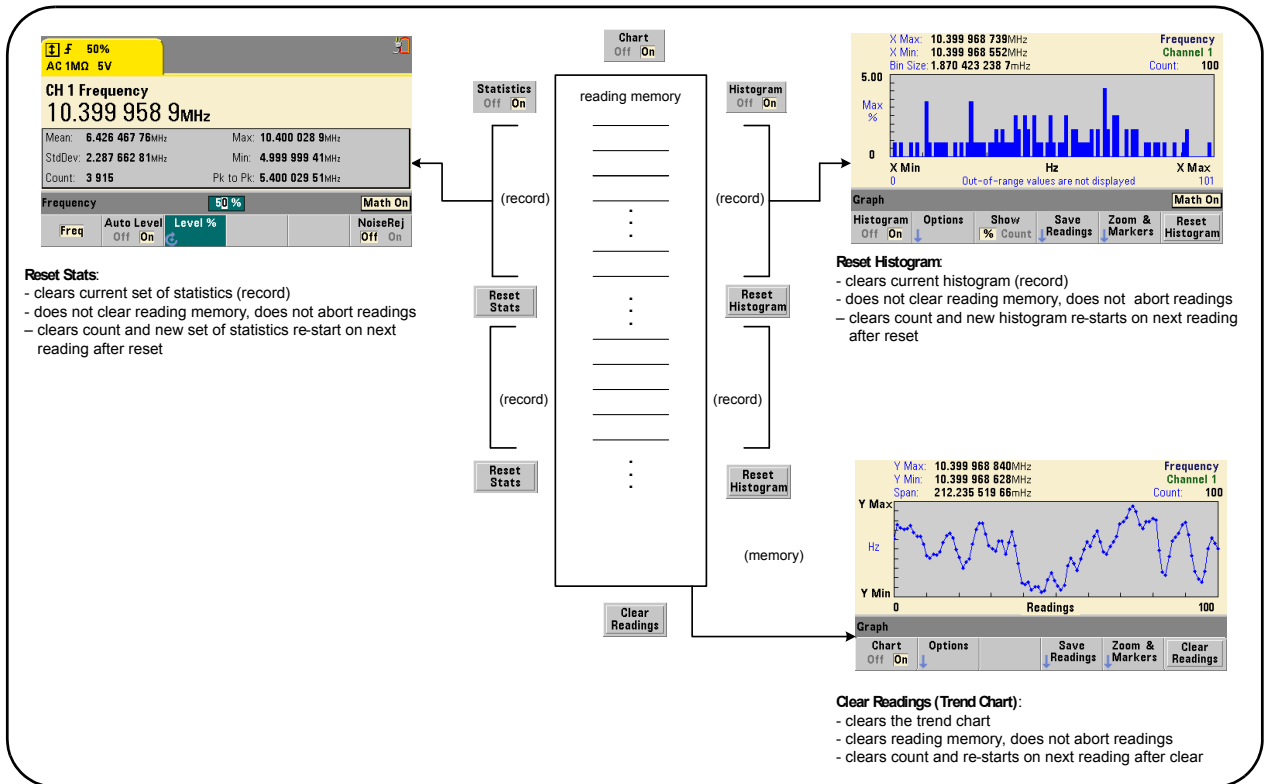 50%
AC 1MΩ 5V
CH 1 Frequency
10.399 958 9MHz
Mean: 6.426 467 76MHz Max: 10.400 028 9MHz
StdDev: 2.287 662 81MHz Min: 4.999 999 41MHz
Count: 3 915 Pk to Pk: 5.400 029 51MHz
Frequency 50 % Math On
Freq Auto Level Off On Level % NoiseRej Off On
Reset Stats:
- clears current set of statistics (record)
- does not clear reading memory, does not abort readings
– clears count and new set of statistics re-start on next
reading after reset
Chart
Off On
Statistics
Off On
reading memory
Histogram
Off On
(record)
(record)
Reset
Stats
Reset
Histogram
(record)
(record)
Reset
Stats
Reset
Histogram
(memory)
Clear
Readings
X Max: 10.399 968 739MHz Frequency
X Min: 10.399 968 552MHz Channel 1
Bin Size: 1.870 423 238 7mHz Count: 100
5.00
Max
%
0
X Min Hz X Max
0 Out-of-range values are not displayed 101
Graph Math On
Histogram Off On Options Show % Count Save Readings Zoom & Markers Reset Histogram
Reset Histogram:
- clears current histogram (record)
- does not clear reading memory, does not abort readings
– clears count and new histogram re-starts on next reading
after reset
Y Max: 10.399 968 840MHz Frequency
Y Min: 10.399 968 628MHz Channel 1
Span: 212.235 519 66mHz Count: 100
Y Max
Hz
Y Min
0 Readings 100
Graph
Chart Off On Options Save Readings Zoom & Markers Clear Readings
Clear Readings (Trend Chart):
- clears the trend chart
- clears reading memory, does not abort readings
- clears count and re-starts on next reading after clear